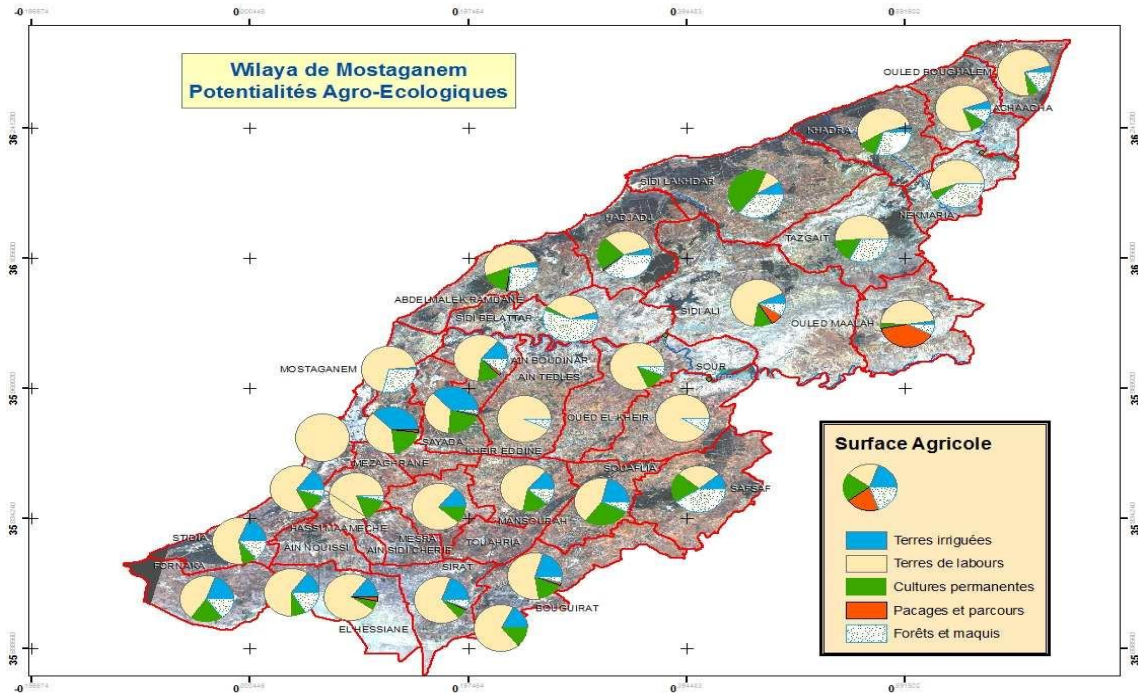 Wilaya de Mostaganem
Potentialités Agro-Ecologiques
OULED BOUGHALEM
ACHAACHA
KHADRA
NEKMARIA
SIDI LAKHDAR
HADJADJ
TAZGAIT
ABDELMALEK RAMDANE
SIDI BELATTAR
SIDI ALI
OULED MAALAH
MOSTAGANEM
AIN BOUDINAR
AIN TEDLES
SOUR
OUED EL KHEIR
SAYADA
KHEIR EDDINE
MEZAGHRANE
SOUAFLIA
SAFSAF
MANSOURAH
HASSI MAAMECHE
STIDIA
MESRA
TOUAHRIA
AIN NOUISSI
AIN SIDI CHERIF
FORNAKA
SIRAT
BOUGUIRAT
EL HESSIANE
Surface Agricole
Terres irriguées
Terres de labours
Cultures permanentes
Pacages et parcours
Forêts et maquis